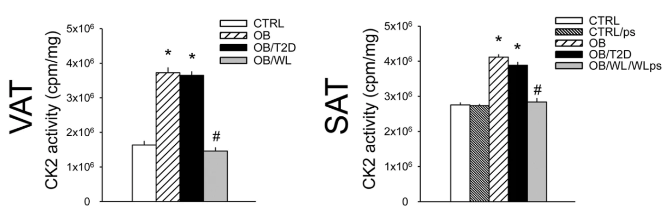 VAT
CK2 activity (cpm/mg)
5x10⁶
4x10⁶
3x10⁶
2x10⁶
1x10⁶
0
* *
#
CTRL
OB
OB/T2D
OB/WL
SAT
CK2 activity (cpm/mg)
5x10⁶
4x10⁶
3x10⁶
2x10⁶
1x10⁶
0
* *
#
CTRL
CTRL/ps
OB
OB/T2D
OB/WL/WLps